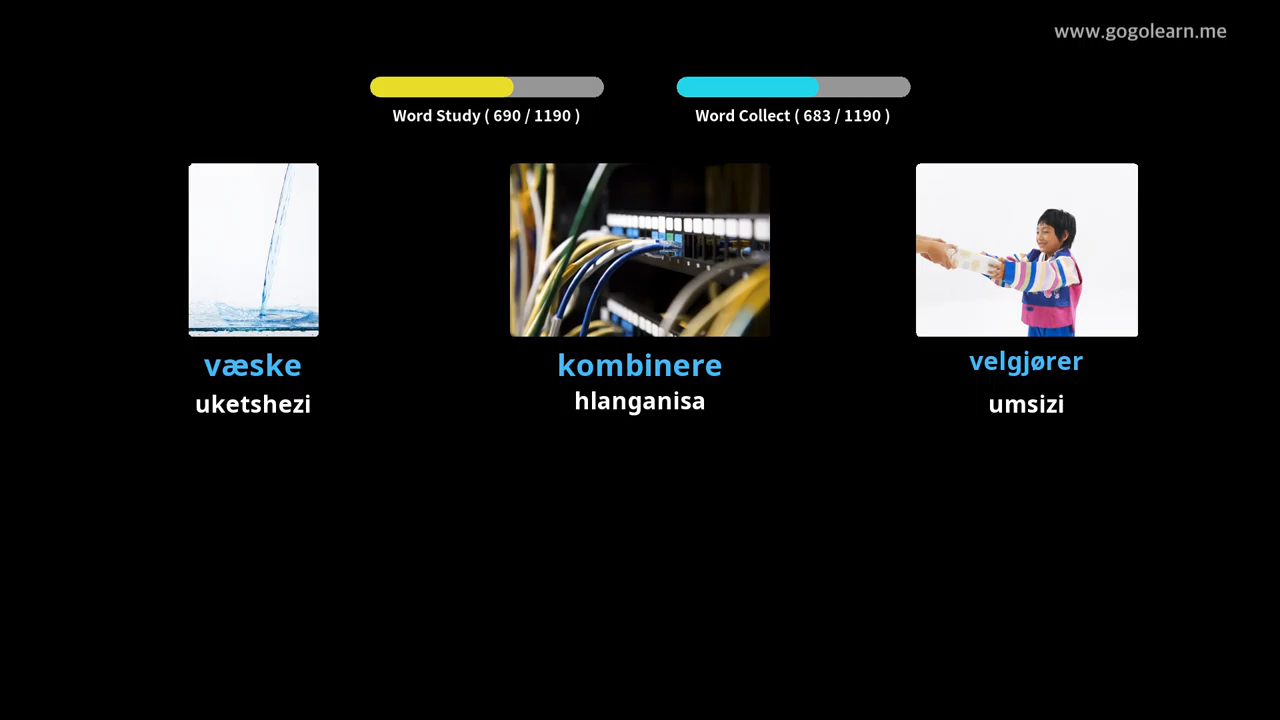 www.gogolearn.me
Word Study ( 690 / 1190 )
Word Collect ( 683 / 1190 )
væske
kombinere
velgjører
uketshezi
hlanganisa
umsizi